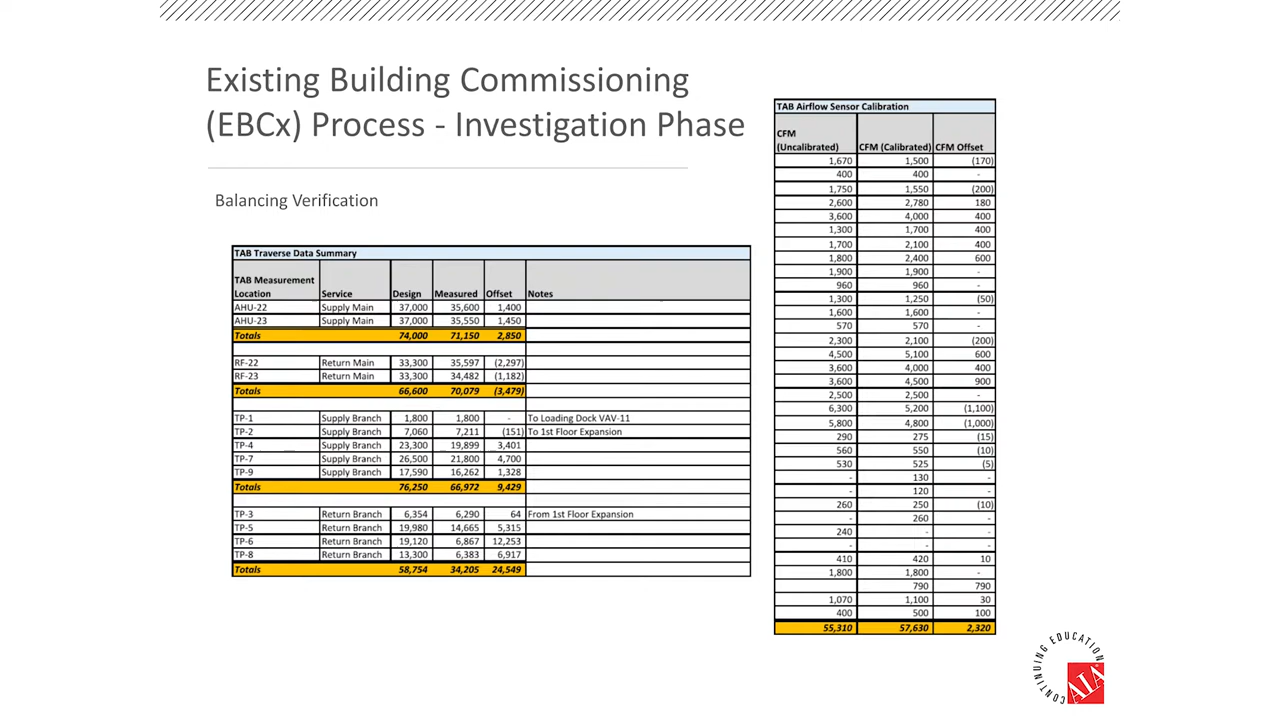 Existing Building Commissioning
(EBCx) Process - Investigation Phase
Balancing Verification
TAB Traverse Data Summary
TAB Measurement Location Service Design Measured Offset Notes
AHU-22 Supply Main 37,000 35,600 1,400
AHU-23 Supply Main 37,000 35,550 1,450
Totals 74,000 71,150 2,850
RF-22 Return Main 33,300 35,597 (2,297)
RF-23 Return Main 33,300 34,482 (1,182)
Totals 66,600 70,079 (3,479)
TP-1 Supply Branch 1,800 1,800 - To Loading Dock VAV-11
TP-2 Supply Branch 7,060 7,211 (151) To 1st Floor Expansion
TP-4 Supply Branch 23,300 19,899 3,401
TP-7 Supply Branch 26,500 21,800 4,700
TP-9 Supply Branch 17,590 16,262 1,328
Totals 76,250 66,972 9,429
TP-3 Return Branch 6,354 6,290 64 From 1st Floor Expansion
TP-5 Return Branch 19,980 14,665 5,315
TP-6 Return Branch 19,120 6,867 12,253
TP-8 Return Branch 13,300 6,383 6,917
Totals 58,754 34,205 24,549
TAB Airflow Sensor Calibration
CFM (Uncalibrated) CFM (Calibrated) CFM Offset
1,670 1,500 (170)
400 400 -
1,750 1,550 (200)
2,600 2,780 180
3,600 4,000 400
1,300 1,700 400
1,700 2,100 400
1,800 2,400 600
1,900 1,900 -
960 960 -
1,300 1,250 (50)
1,600 1,600 -
570 570 -
2,300 2,100 (200)
4,500 5,100 600
3,600 4,000 400
3,600 4,500 900
2,500 2,500 -
6,300 5,200 (1,100)
5,800 4,800 (1,000)
290 275 (15)
560 550 (10)
530 525 (5)
- 130 -
- 120 -
260 250 (10)
- 260 -
240 - -
- - -
410 420 10
1,800 1,800 -
790 790
1,070 1,100 30
400 500 100
55,310 57,630 2,320
CONTINUING EDUCATION
AIA